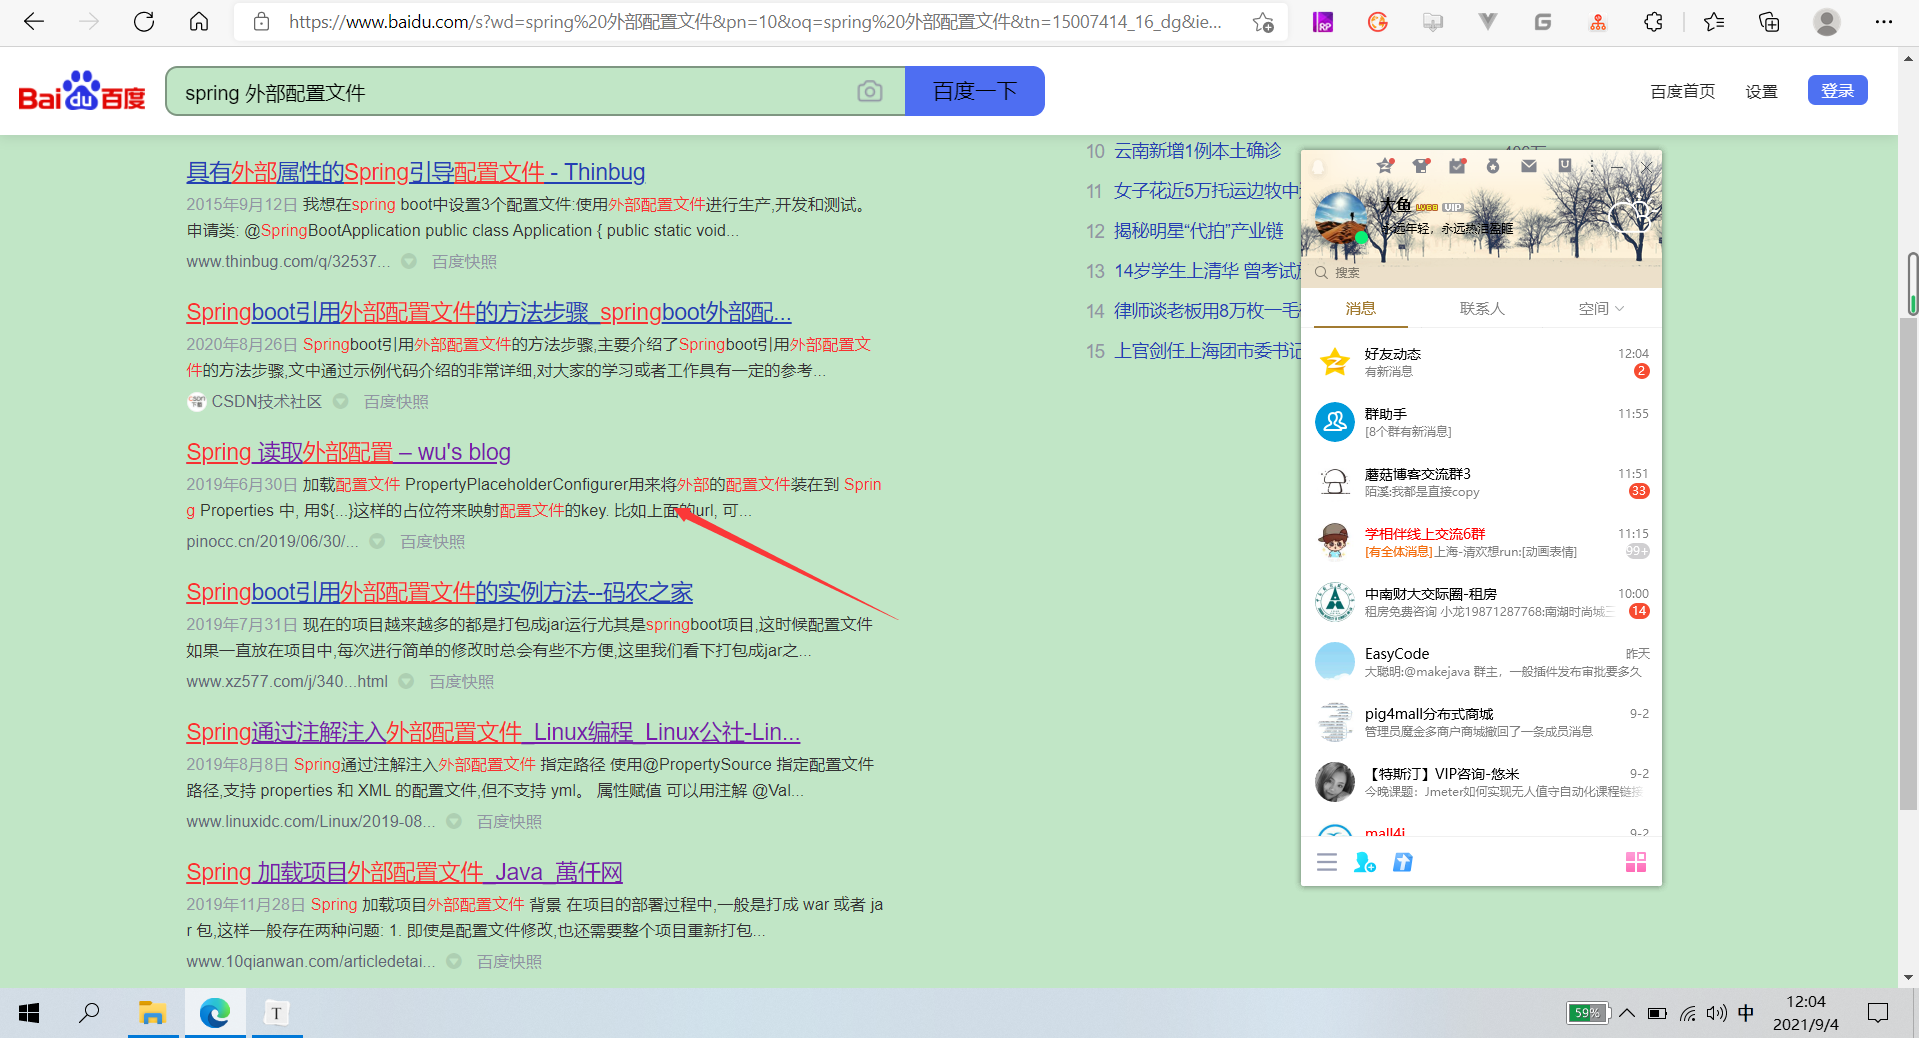 https://www.baidu.com/s?wd=spring%20外部配置文件&pn=10&oq=spring%20外部配置文件&tn=15007414_16_dg&ie...
Bai du 百度
spring 外部配置文件
百度一下
百度首页
设置
登录
具有外部属性的Spring引导配置文件 - Thinbug
2015年9月12日 我想在spring boot中设置3个配置文件:使用外部配置文件进行生产,开发和测试。
申请类: @SpringBootApplication public class Application { public static void...
www.thinbug.com/q/32537... 百度快照
Springboot引用外部配置文件的方法步骤_springboot外部配...
2020年8月26日 Springboot引用外部配置文件的方法步骤,主要介绍了Springboot引用外部配置文
件的方法步骤,文中通过示例代码介绍的非常详细,对大家的学习或者工作具有一定的参考...
CSDN技术社区 百度快照
Spring 读取外部配置 – wu's blog
2019年6月30日 加载配置文件 PropertyPlaceholderConfigurer用来将外部的配置文件装在到 Sprin
g Properties 中, 用${...}这样的占位符来映射配置文件的key. 比如上面的url, 可...
pinocc.cn/2019/06/30/... 百度快照
Springboot引用外部配置文件的实例方法--码农之家
2019年7月31日 现在的项目越来越多的都是打包成jar运行尤其是springboot项目,这时候配置文件
如果一直放在项目中,每次进行简单的修改时总会有些不方便,这里我们看下打包成jar之...
www.xz577.com/j/340...html 百度快照
Spring通过注解注入外部配置文件_Linux编程_Linux公社-Lin...
2019年8月8日 Spring通过注解注入外部配置文件 指定路径 使用@PropertySource 指定配置文件
路径,支持 properties 和 XML 的配置文件,但不支持 yml。 属性赋值 可以用注解 @Val...
www.linuxidc.com/Linux/2019-08... 百度快照
Spring 加载项目外部配置文件_Java_萬仟网
2019年11月28日 Spring 加载项目外部配置文件 背景 在项目的部署过程中,一般是打成 war 或者 ja
r 包,这样一般存在两种问题: 1. 即使是配置文件修改,也还需要整个项目重新打包...
www.10qianwan.com/articledetai... 百度快照
10 云南新增1例本土确诊
11 女子花近5万托运边牧中
12 揭秘明星“代拍”产业链
13 14岁学生上清华 曾考试
14 律师谈老板用8万枚一毛
15 上官剑任上海团市委书记
大鱼 VIP
永远年轻，永远热泪盈眶
搜索
消息 联系人 空间
好友动态 12:04
有新消息 2
群助手 11:55
[8个群有新消息]
蘑菇博客交流群3 11:51
陌溪:我都是直接copy 33
学相伴线上交流6群 11:15
[有全体消息]上海-清欢想run:[动画表情] 99+
中南财大交际圈-租房 10:00
租房免费咨询 小龙19871287768:南湖时尚城三 14
EasyCode 昨天
大聪明:@makejava 群主，一般插件发布审批要多久
pig4mall分布式商城 9-2
管理员魔金多商户商城撤回了一条成员消息
【特斯汀】VIP咨询-悠米 9-2
今晚课题：Jmeter如何实现无人值守自动化课程链接
mall4j 9-2
T
59%
中
12:04
2021/9/4